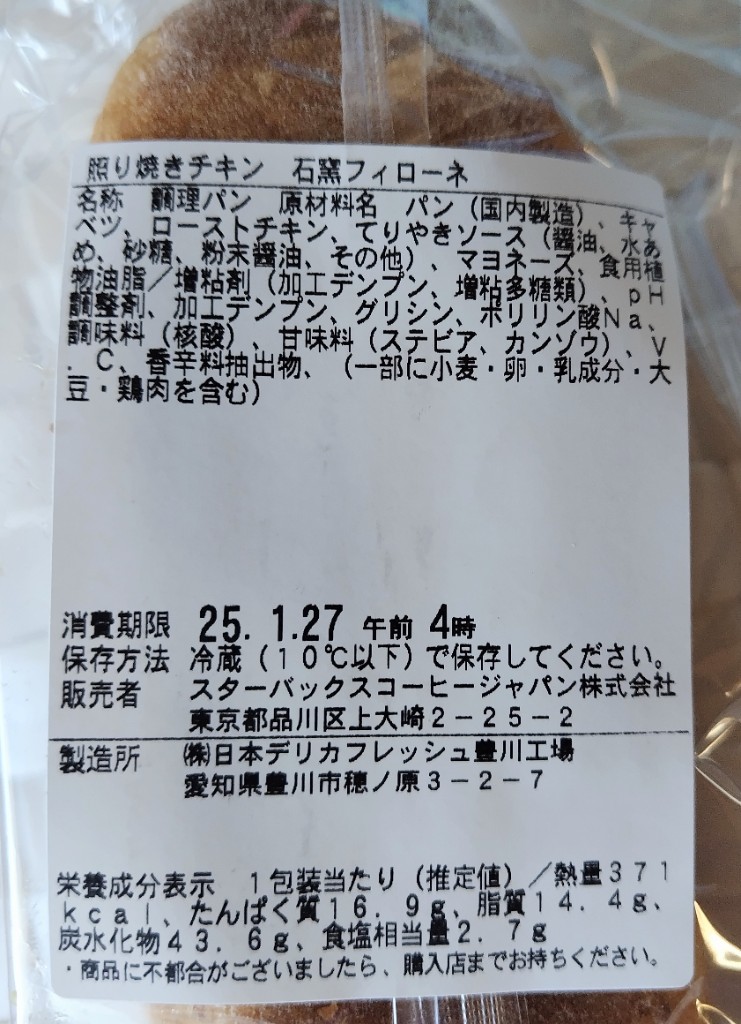 照り焼きチキン 石窯フィローネ
名称 調理パン 原材料名 パン（国内製造）、キャ
ベツ、ローストチキン、てりやきソース（醤油、水あ
め、砂糖、粉末醤油、その他）、マヨネーズ、食用植
物油脂／増粘剤（加工デンプン、増粘多糖類）、ｐＨ
調整剤、加工デンプン、グリシン、ポリリン酸Ｎａ、
調味料（核酸）、甘味料（ステビア、カンゾウ）、Ｖ
．Ｃ、香辛料抽出物、（一部に小麦・卵・乳成分・大
豆・鶏肉を含む）
消費期限 25. 1.27 午前 4時
保存方法 冷蔵（１０℃以下）で保存してください。
販売者 スターバックスコーヒージャパン株式会社
東京都品川区上大崎２－２５－２
製造所 ㈱日本デリカフレッシュ豊川工場
愛知県豊川市穂ノ原３－２－７
栄養成分表示 １包装当たり（推定値）／熱量３７１
ｋｃａｌ、たんぱく質１６．９ｇ、脂質１４．４ｇ、
炭水化物４３．６ｇ、食塩相当量２．７ｇ
・商品に不都合がございましたら、購入店までお持ちください。